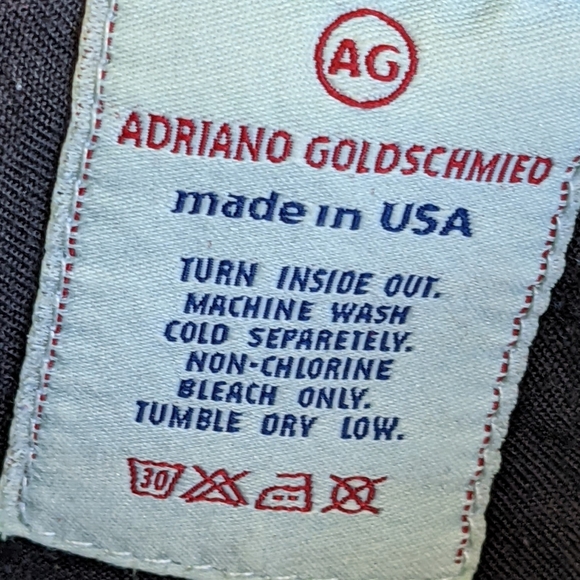 AG
ADRIANO GOLDSCHMIED
made in USA
TURN INSIDE OUT.
MACHINE WASH
COLD SEPARETELY.
NON-CHLORINE
BLEACH ONLY.
TUMBLE DRY LOW.
30